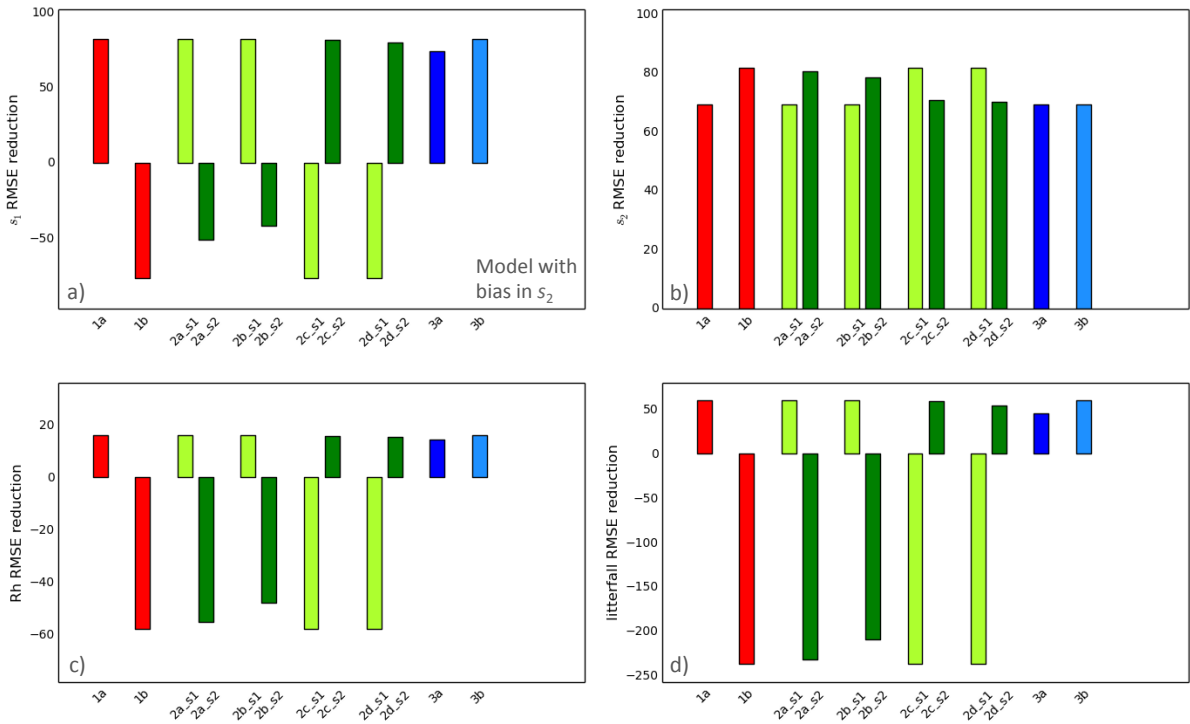 100
50
0
−50
s₁ RMSE reduction
a)
Model with
bias in s₂
1a
1b
2a_s1
2a_s2
2b_s1
2b_s2
2c_s1
2c_s2
2d_s1
2d_s2
3a
3b
100
80
60
40
20
0
s₂ RMSE reduction
b)
1a
1b
2a_s1
2a_s2
2b_s1
2b_s2
2c_s1
2c_s2
2d_s1
2d_s2
3a
3b
20
0
−20
−40
−60
Rh RMSE reduction
c)
1a
1b
2a_s1
2a_s2
2b_s1
2b_s2
2c_s1
2c_s2
2d_s1
2d_s2
3a
3b
50
0
−50
−100
−150
−200
−250
litterfall RMSE reduction
d)
1a
1b
2a_s1
2a_s2
2b_s1
2b_s2
2c_s1
2c_s2
2d_s1
2d_s2
3a
3b